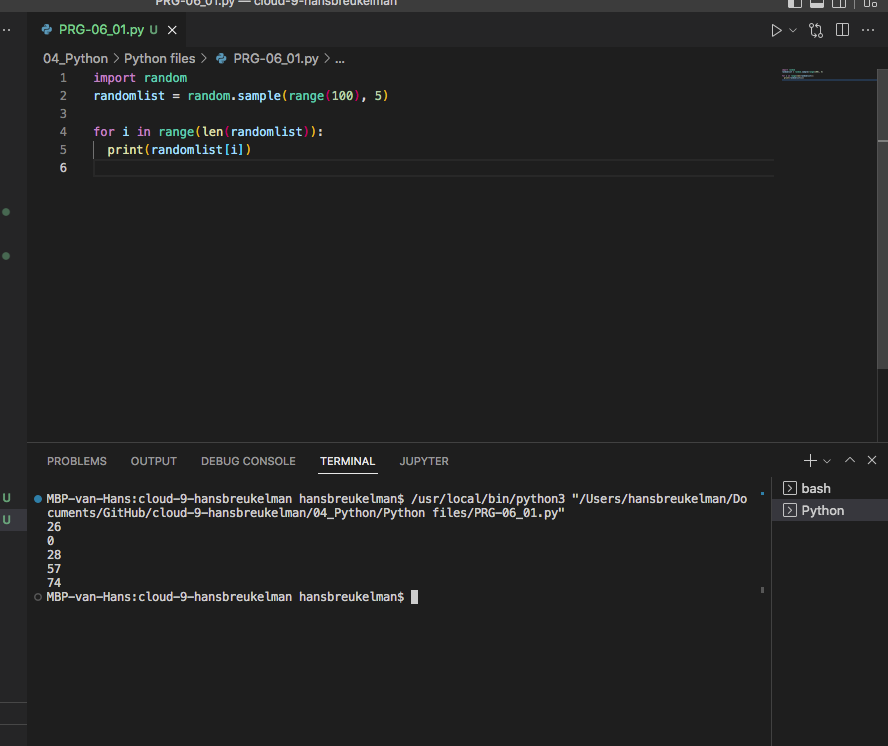 PRG-06_01.py — cloud-9-hansbreukelman
PRG-06_01.py U
04_Python > Python files > PRG-06_01.py > ...
1 import random
2 randomlist = random.sample(range(100), 5)
3
4 for i in range(len(randomlist)):
5 print(randomlist[i])
6
PROBLEMS OUTPUT DEBUG CONSOLE TERMINAL JUPYTER
U
U
MBP-van-Hans:cloud-9-hansbreukelman hansbreukelman$ /usr/local/bin/python3 "/Users/hansbreukelman/Do
cuments/GitHub/cloud-9-hansbreukelman/04_Python/Python files/PRG-06_01.py"
26
0
28
57
74
MBP-van-Hans:cloud-9-hansbreukelman hansbreukelman$
bash
Python